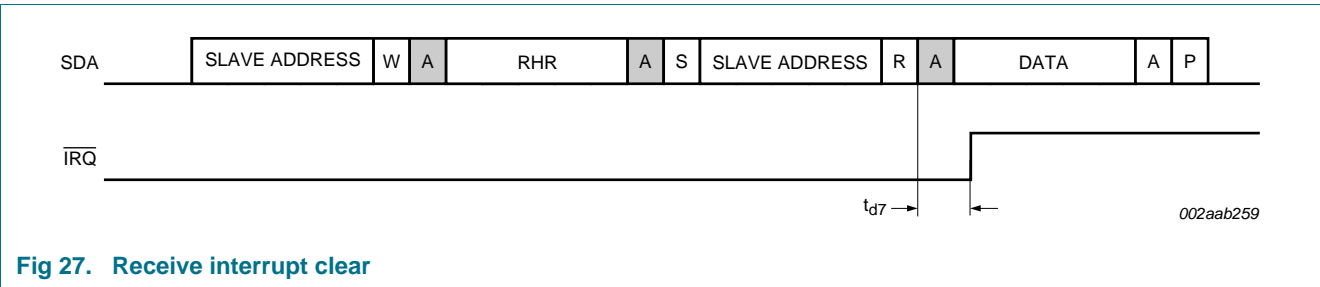 SDA SLAVE ADDRESS W A RHR A S SLAVE ADDRESS R A DATA A P
IRQ
td7
002aab259
Fig 27. Receive interrupt clear